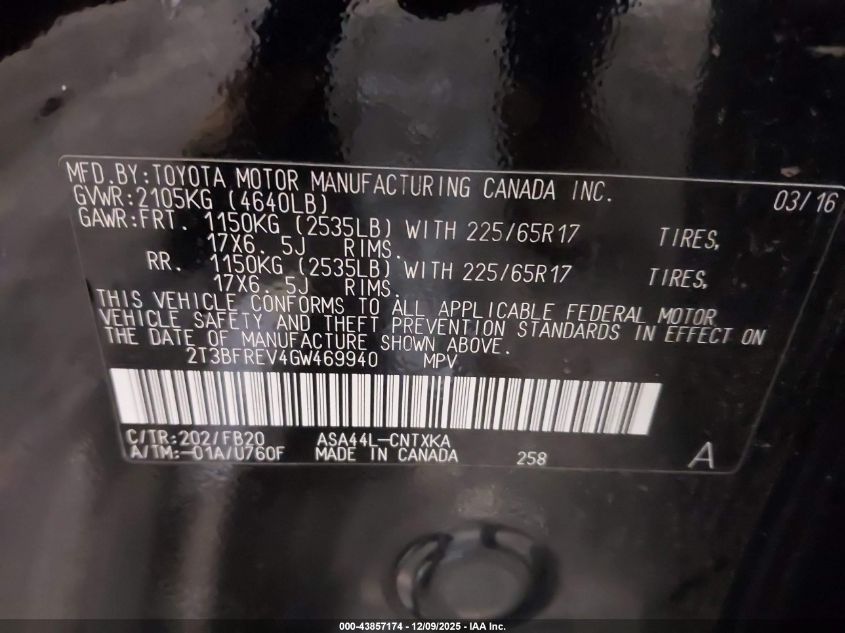 MFD.BY:TOYOTA MOTOR MANUFACTURING CANADA INC. 03/16
GVWR:2105KG (4640LB)
GAWR:FRT. 1150KG (2535LB) WITH 225/65R17 TIRES,
17X6.5J RIMS.
RR. 1150KG (2535LB) WITH 225/65R17 TIRES,
17X6.5J RIMS.
THIS VEHICLE CONFORMS TO ALL APPLICABLE FEDERAL MOTOR
VEHICLE SAFETY AND THEFT PREVENTION STANDARDS IN EFFECT ON
THE DATE OF MANUFACTURE SHOWN ABOVE.
2T3BFREV4GW469940 MPV
C/TR:202/FB20 ASA44L-CNTXKA
A/TM:-01A/U760F MADE IN CANADA 258 A
000-43857174 - 12/09/2025 - IAA Inc.